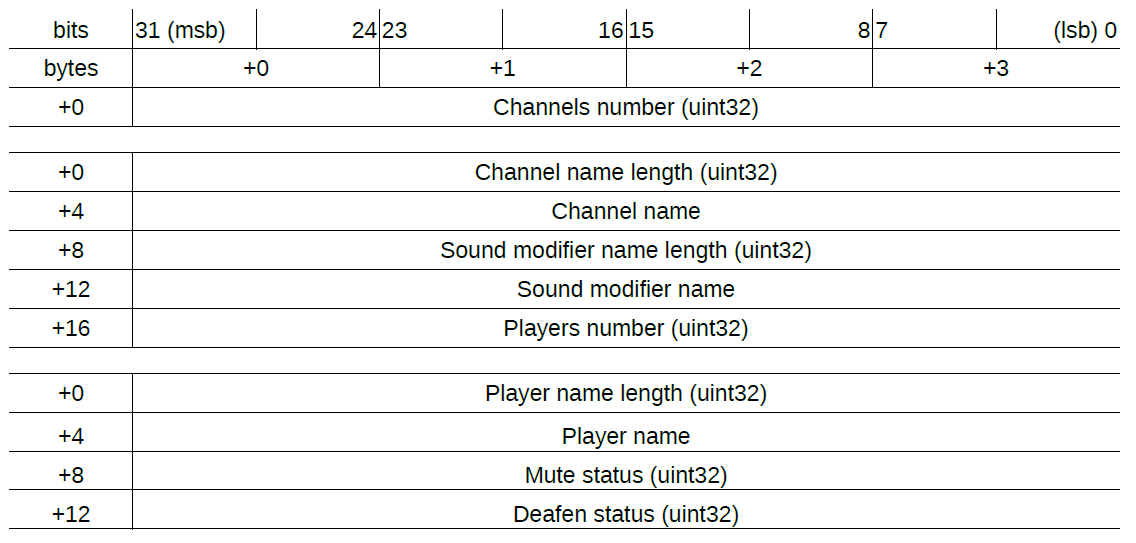 bits 31 (msb) 24 23 16 15 8 7 (lsb) 0
bytes +0 +1 +2 +3
+0 Channels number (uint32)
+0 Channel name length (uint32)
+4 Channel name
+8 Sound modifier name length (uint32)
+12 Sound modifier name
+16 Players number (uint32)
+0 Player name length (uint32)
+4 Player name
+8 Mute status (uint32)
+12 Deafen status (uint32)